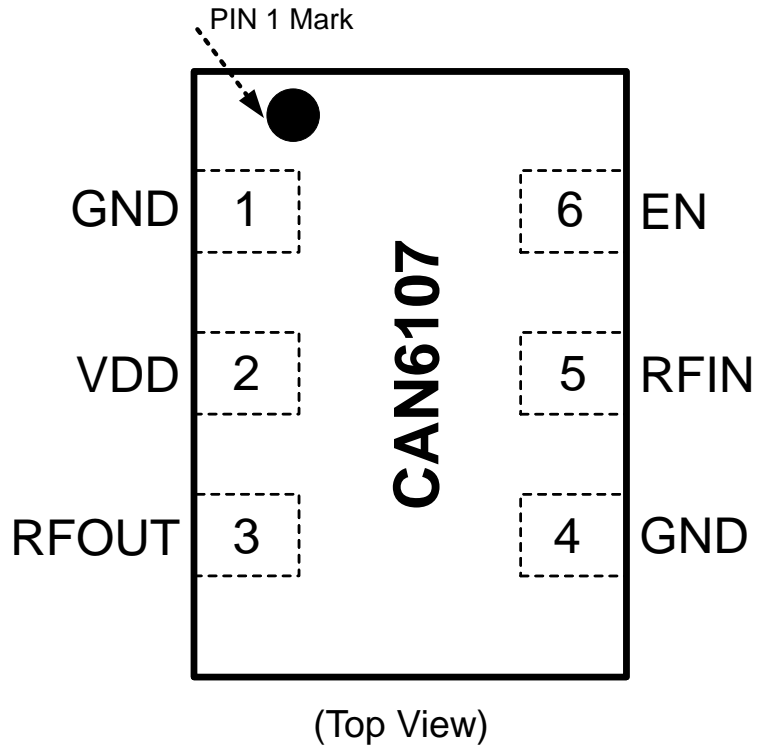 PIN 1 Mark
GND 1 6 EN
VDD 2 5 RFIN
RFOUT 3 4 GND
CAN6107
(Top View)